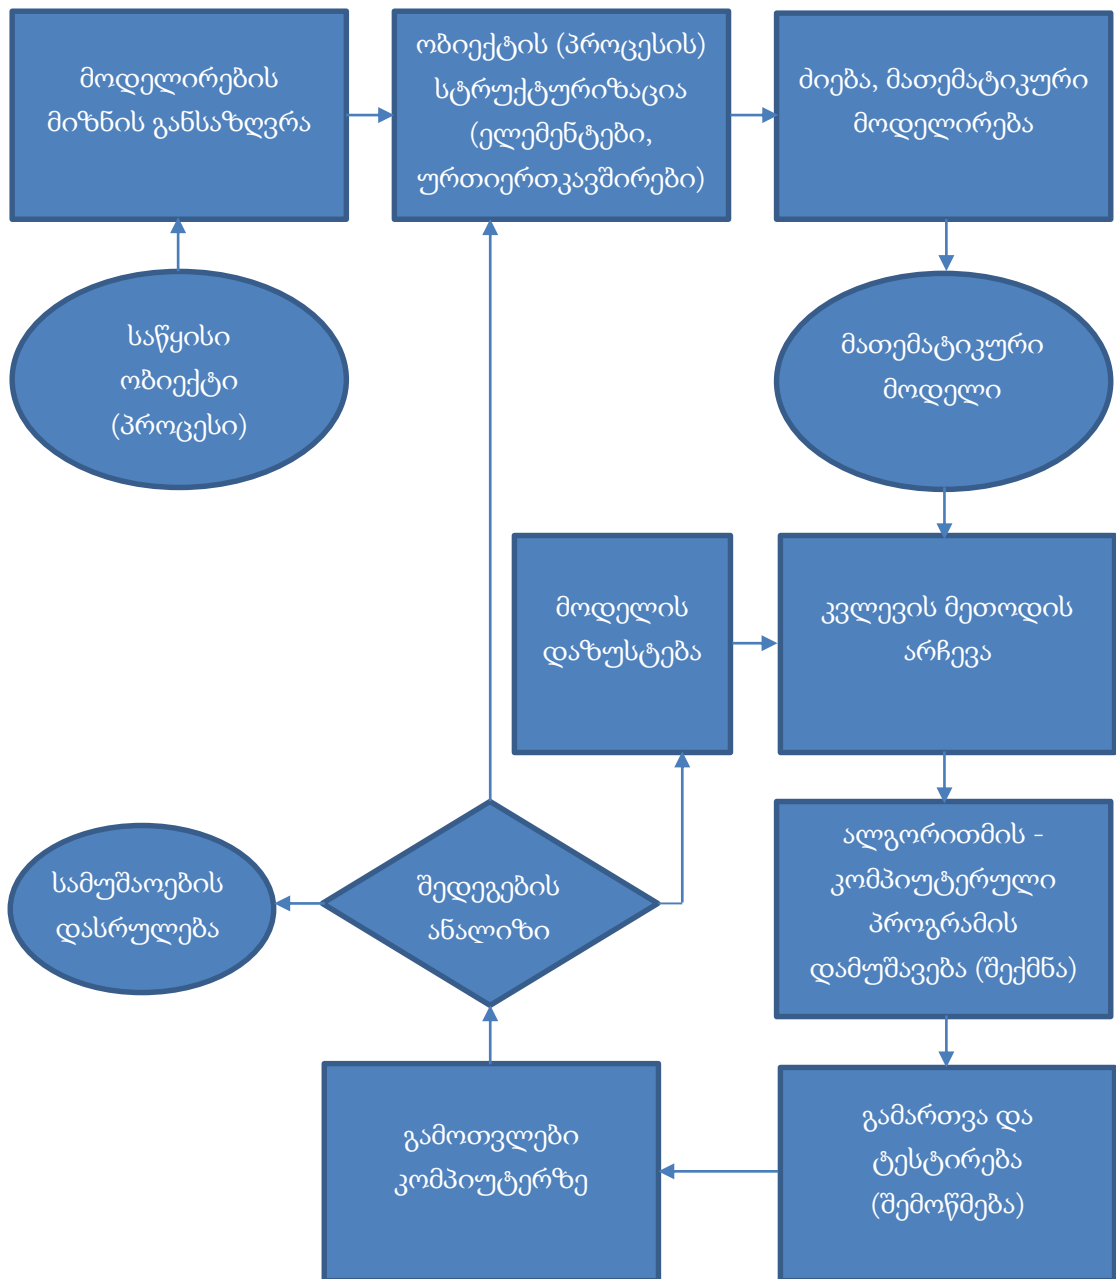 მოდელირების
მიზნის განსაზღვრა
ობიექტის (პროცესის)
სტრუქტურიზაცია
(ელემენტები,
ურთიერთკავშირები)
ძიება, მათემატიკური
მოდელირება
საწყისი
ობიექტი
(პროცესი)
მათემატიკური
მოდელი
მოდელის
დაზუსტება
კვლევის მეთოდის
არჩევა
სამუშაოების
დასრულება
შედეგების
ანალიზი
ალგორითმის -
კომპიუტერული
პროგრამის
დამუშავება (შექმნა)
გამოთვლები
კომპიუტერზე
გამართვა და
ტესტირება
(შემოწმება)